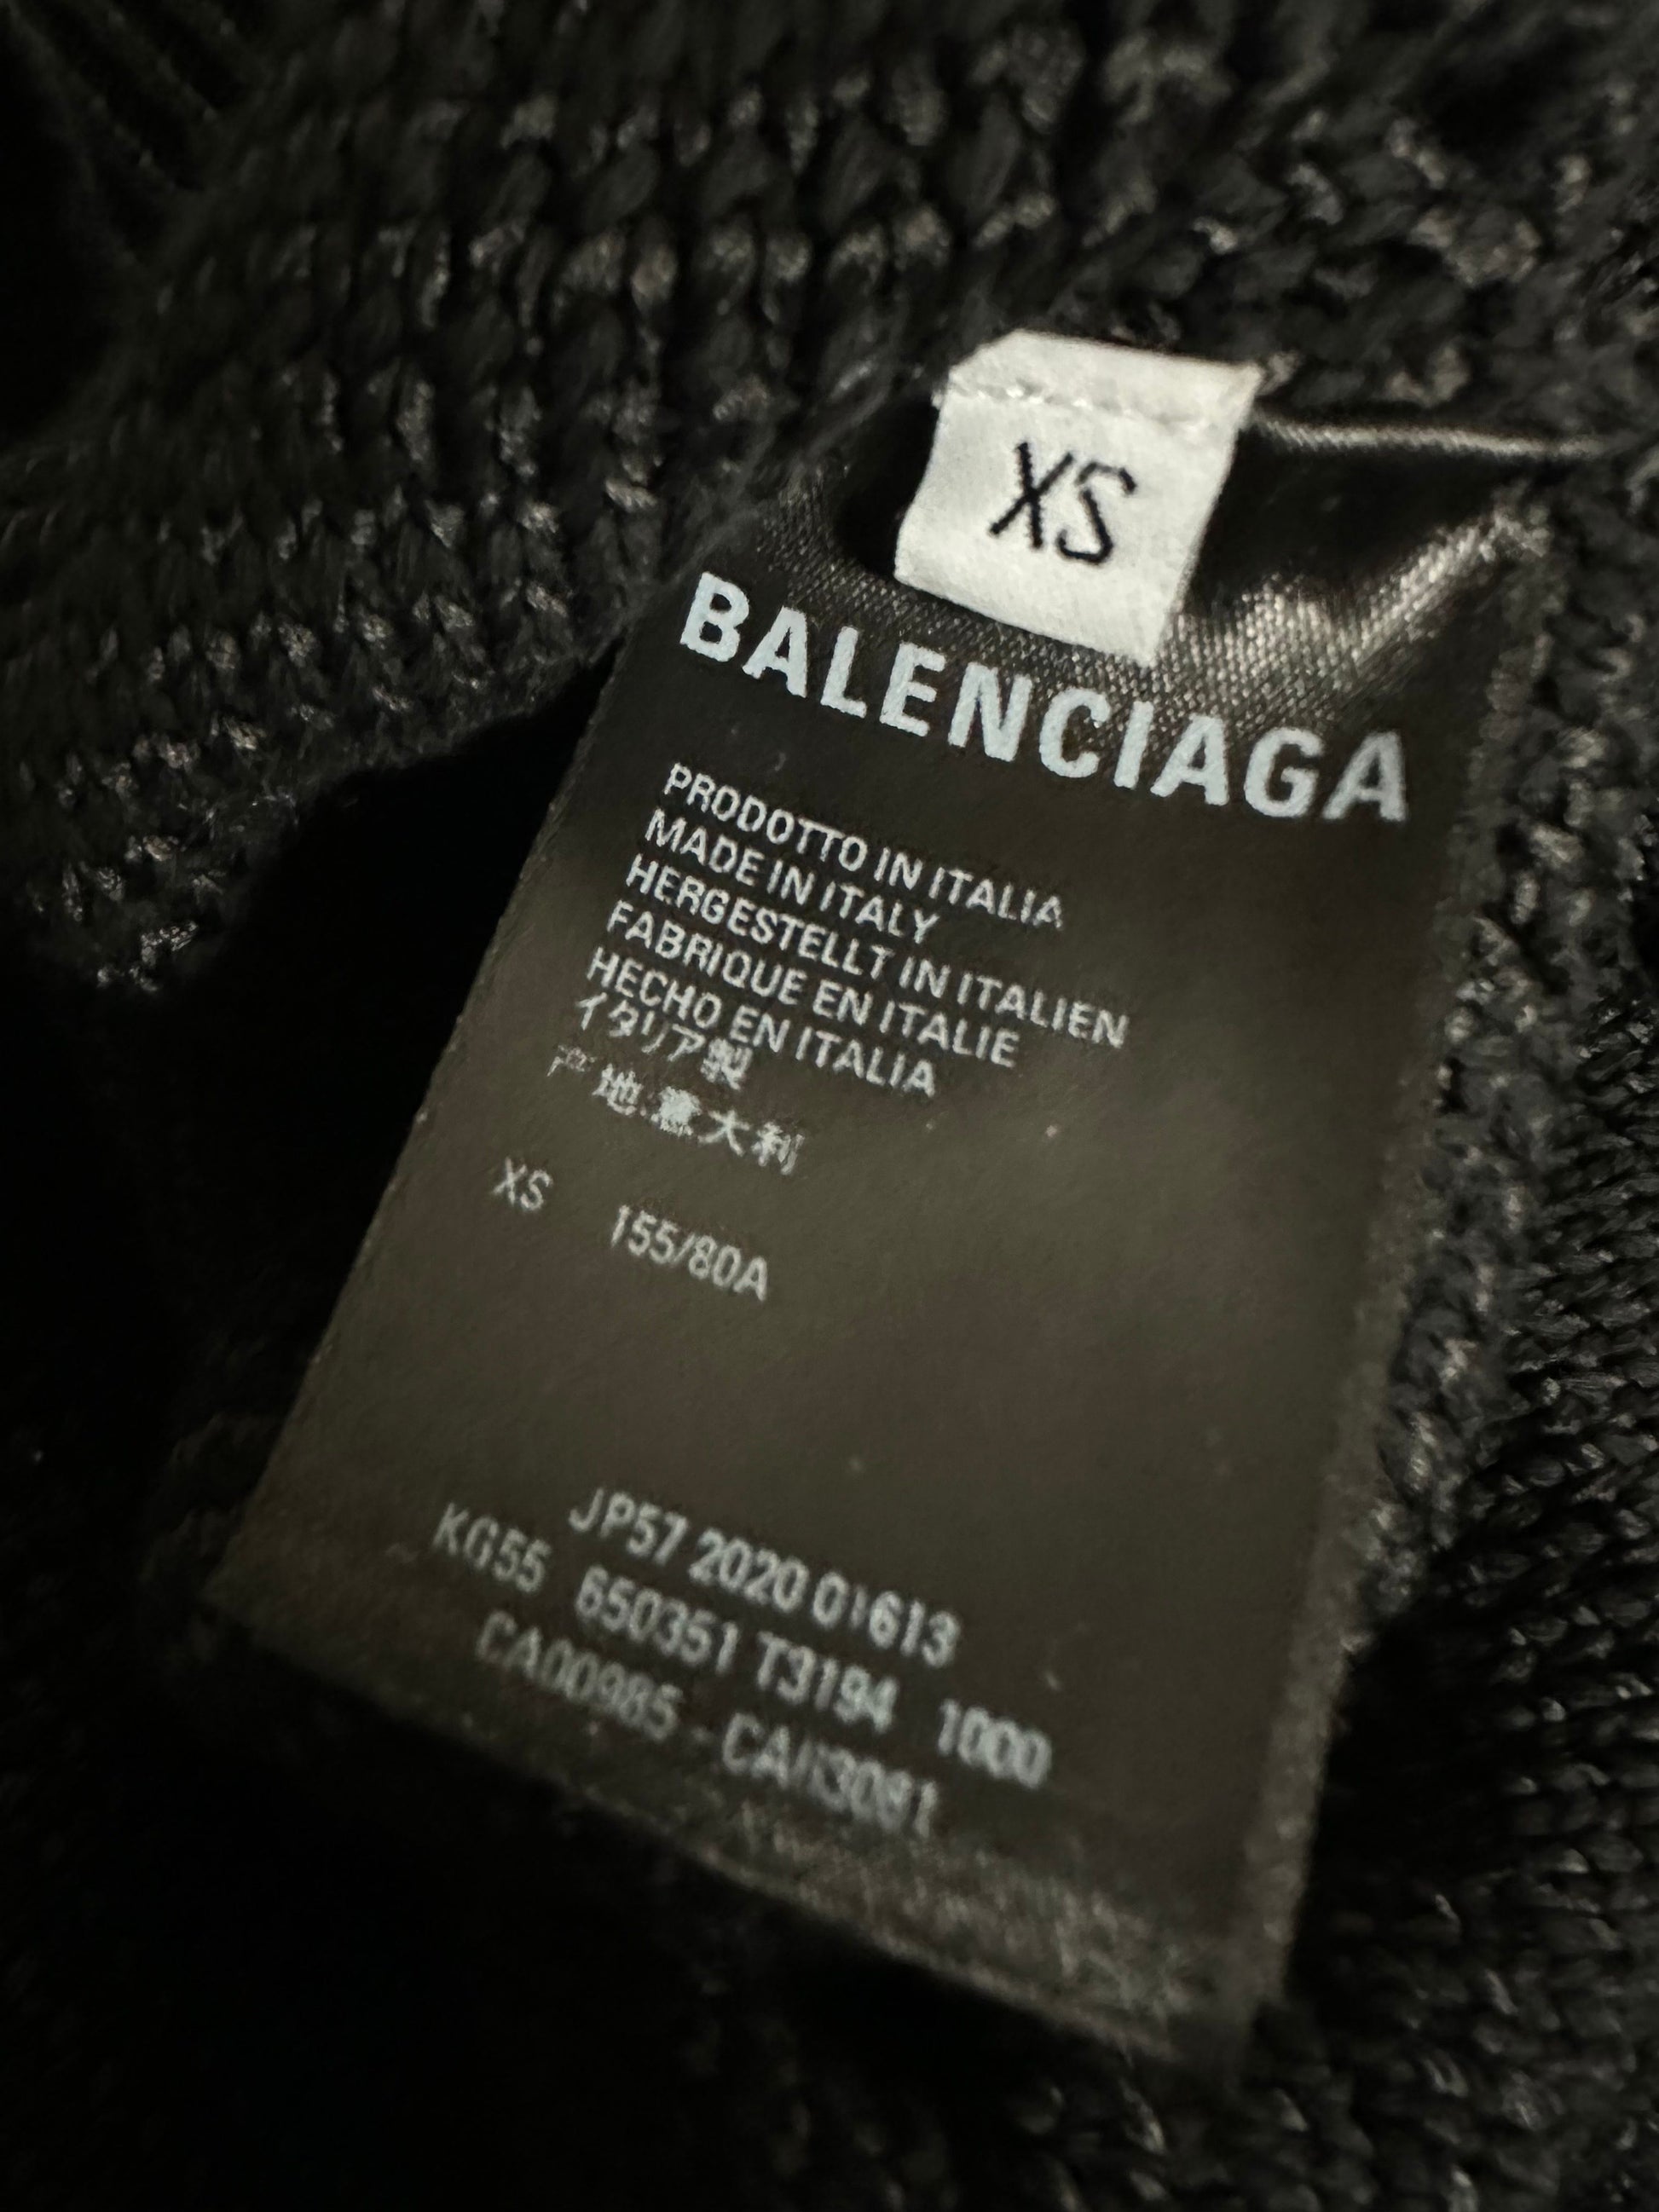 XS
BALENCIAGA
PRODOTTO IN ITALIA
MADE IN ITALY
HERGESTELLT IN ITALIEN
FABRIQUE EN ITALIE
HECHO EN ITALIA
イタリア製
产地:意大利
XS 155/80A
JP57 2020 01613
KG55 650351 T3194 1000
CA00985 -